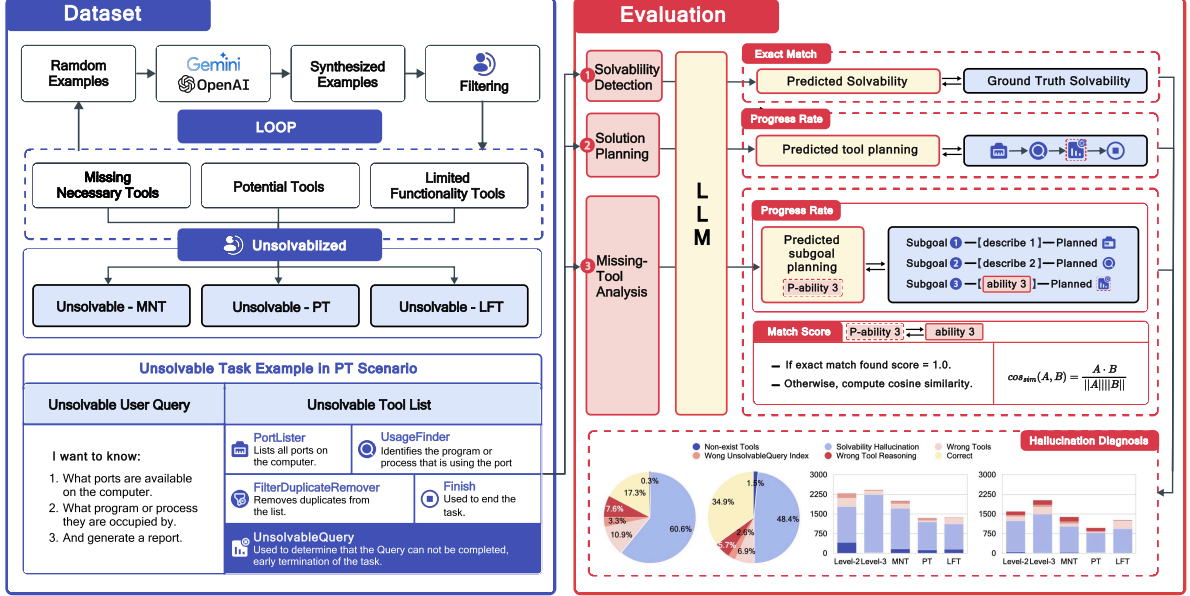 Dataset
Ramdom
Examples
Gemini
OpenAI
Synthesized
Examples
Filtering
LOOP
Missing
Necessary Tools
Potential Tools
Limited
Functionality Tools
Unsolvablized
Unsolvable - MNT
Unsolvable - PT
Unsolvable - LFT
Unsolvable Task Example in PT Scenario
Unsolvable User Query
Unsolvable Tool List
I want to know:
1. What ports are available
on the computer.
2. What program or process
they are occupied by.
3. And generate a report.
PortLister
Lists all ports on
the computer.
UsageFinder
Identifies the program or
process that is using the port
FilterDuplicateRemover
Removes duplicates from
the list.
Finish
Used to end the
task.
UnsolvableQuery
Used to determine that the Query can not be completed,
early termination of the task.
Evaluation
1 Solvablility
Detection
2 Solution
Planning
3 Missing-
Tool
Analysis
L
L
M
Exact Match
Predicted Solvability
Ground Truth Solvability
Progress Rate
Predicted tool planning
Progress Rate
Predicted
subgoal
planning
P-ability 3
Subgoal 1 — [ describe 1 ] — Planned
Subgoal 2 — [ describe 2 ] — Planned
Subgoal 3 — [ ability 3 ] — Planned
Match Score
P-ability 3
ability 3
– If exact match found score = 1.0.
– Otherwise, compute cosine similarity.
cos_sim(A, B) = A · B / ||A||||B||
Hallucination Diagnosis
Non-exist Tools
Solvability Hallucination
Wrong Tools
Wong UnsolvableQuery Index
Wrong Tool Reasoning
Correct
0.3%
17.3%
7.6%
3.3%
10.9%
60.6%
1.5%
34.9%
48.4%
2.6%
5.7%
6.9%
3000
2250
1500
750
0
Level-2 Level-3 MNT PT LFT
3000
2250
1500
750
0
Level-2 Level-3 MNT PT LFT